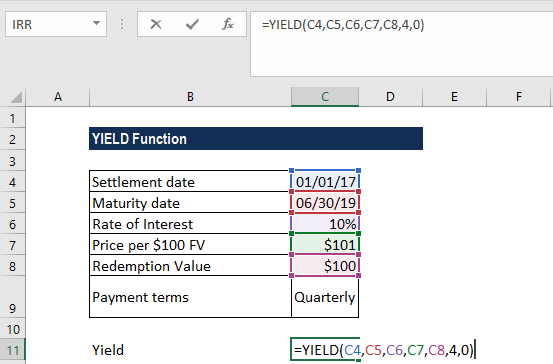 IRR =YIELD(C4,C5,C6,C7,C8,4,0)
A B C D E F
1
2 YIELD Function
3
4 Settlement date 01/01/17
5 Maturity date 06/30/19
6 Rate of Interest 10%
7 Price per $100 FV $101
8 Redemption Value $100
9 Payment terms Quarterly
10
11 Yield =YIELD(C4,C5,C6,C7,C8,4,0)